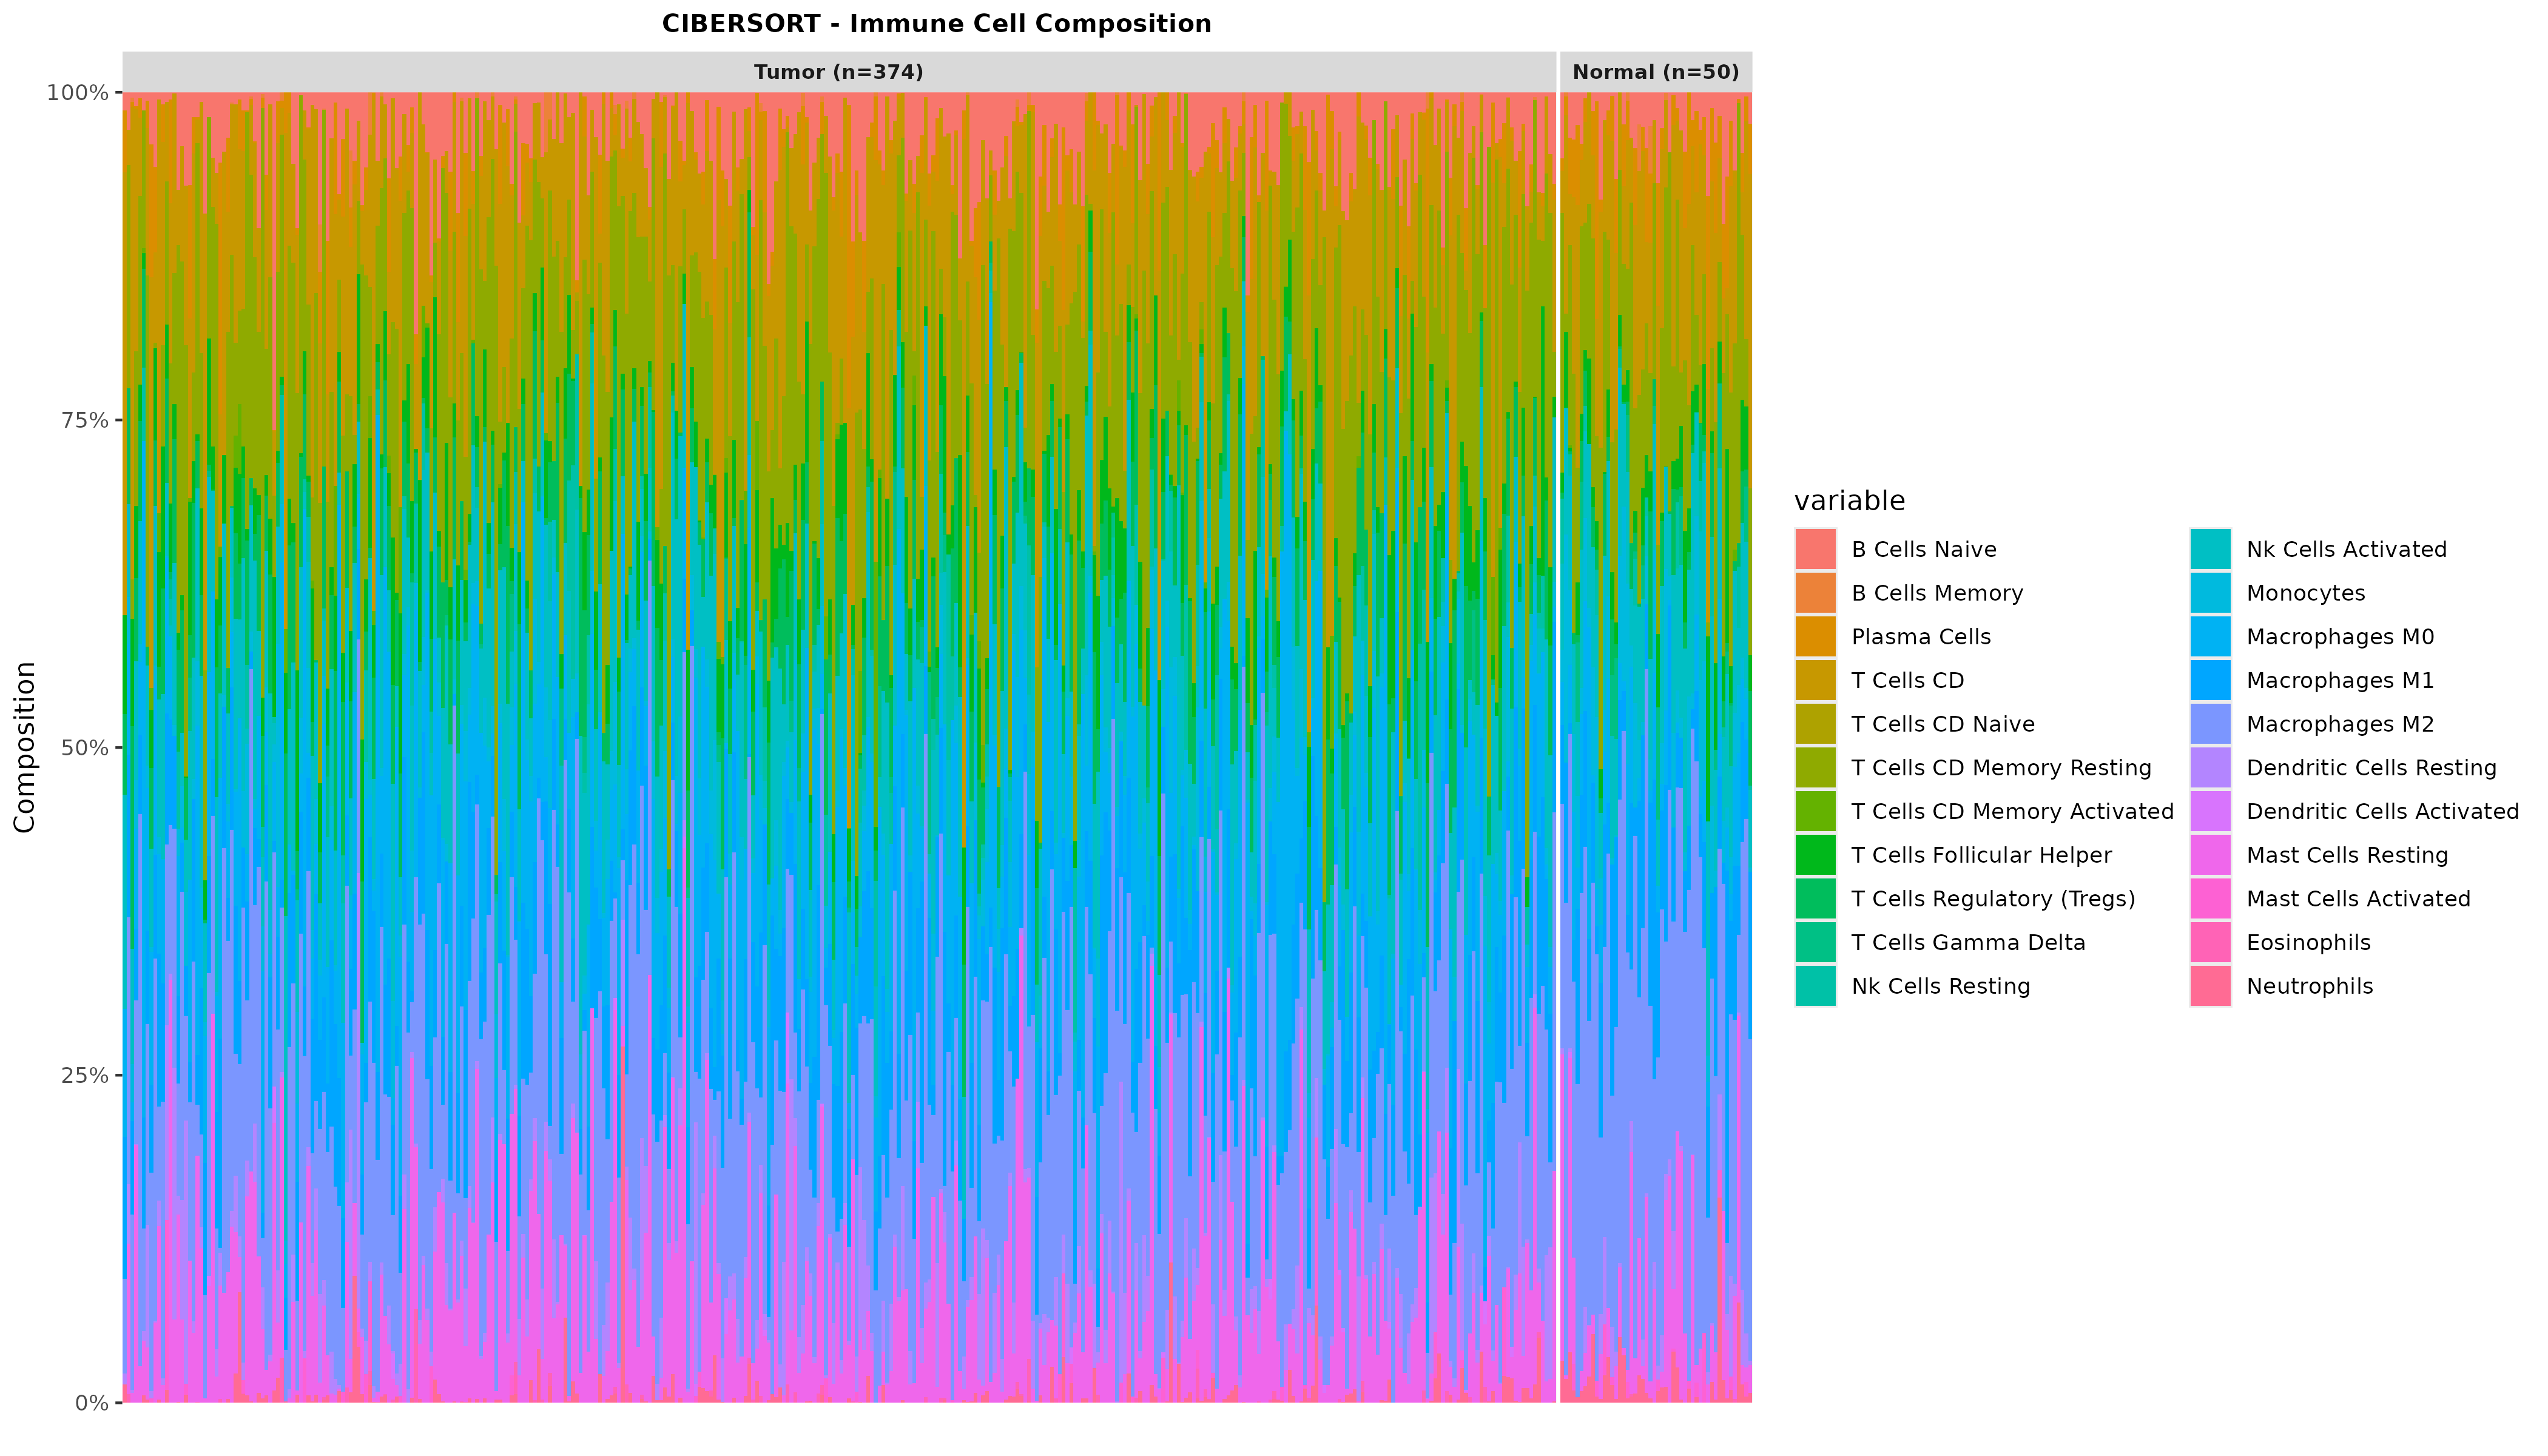 CIBERSORT - Immune Cell Composition
Tumor (n=374)
Normal (n=50)
100%
75%
50%
25%
0%
Composition
variable
B Cells Naive
B Cells Memory
Plasma Cells
T Cells CD
T Cells CD Naive
T Cells CD Memory Resting
T Cells CD Memory Activated
T Cells Follicular Helper
T Cells Regulatory (Tregs)
T Cells Gamma Delta
Nk Cells Resting
Nk Cells Activated
Monocytes
Macrophages M0
Macrophages M1
Macrophages M2
Dendritic Cells Resting
Dendritic Cells Activated
Mast Cells Resting
Mast Cells Activated
Eosinophils
Neutrophils